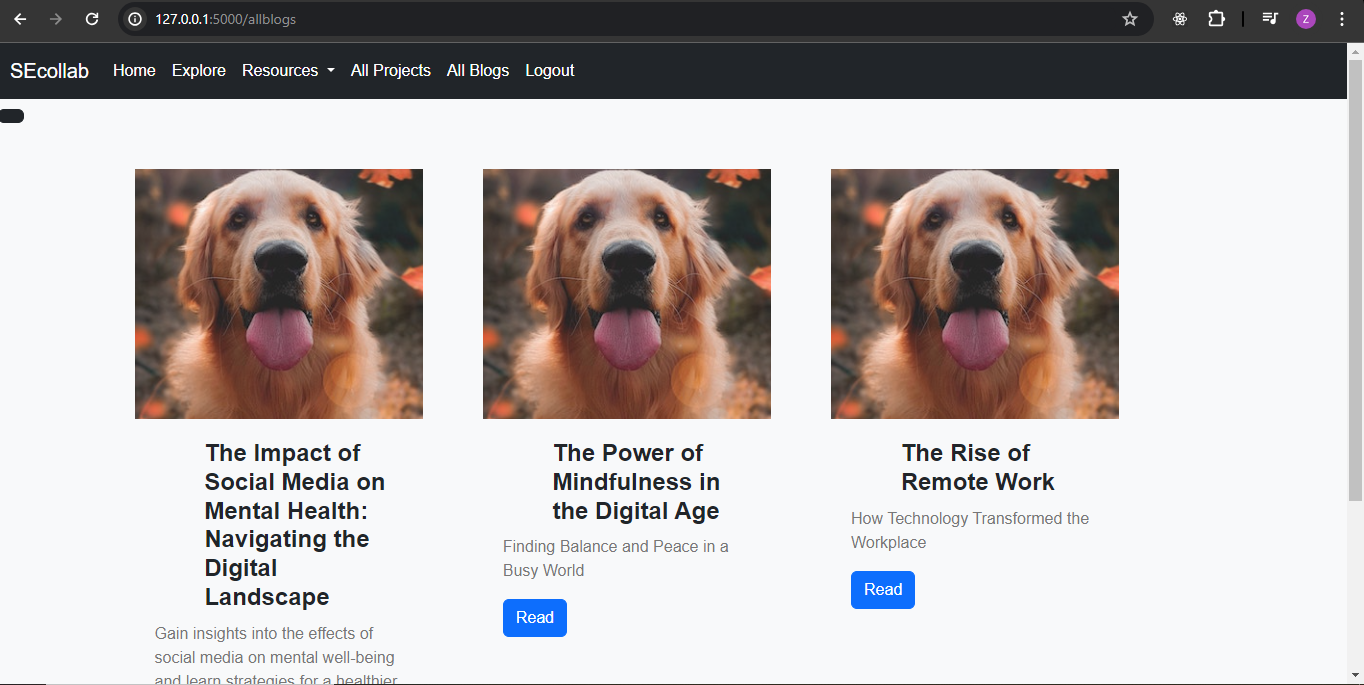 127.0.0.1:5000/allblogs
Z
SEcollab Home Explore Resources All Projects All Blogs Logout
The Impact of
Social Media on
Mental Health:
Navigating the
Digital
Landscape
Gain insights into the effects of
social media on mental well-being
and learn strategies for a healthier
The Power of
Mindfulness in
the Digital Age
Finding Balance and Peace in a
Busy World
Read
The Rise of
Remote Work
How Technology Transformed the
Workplace
Read